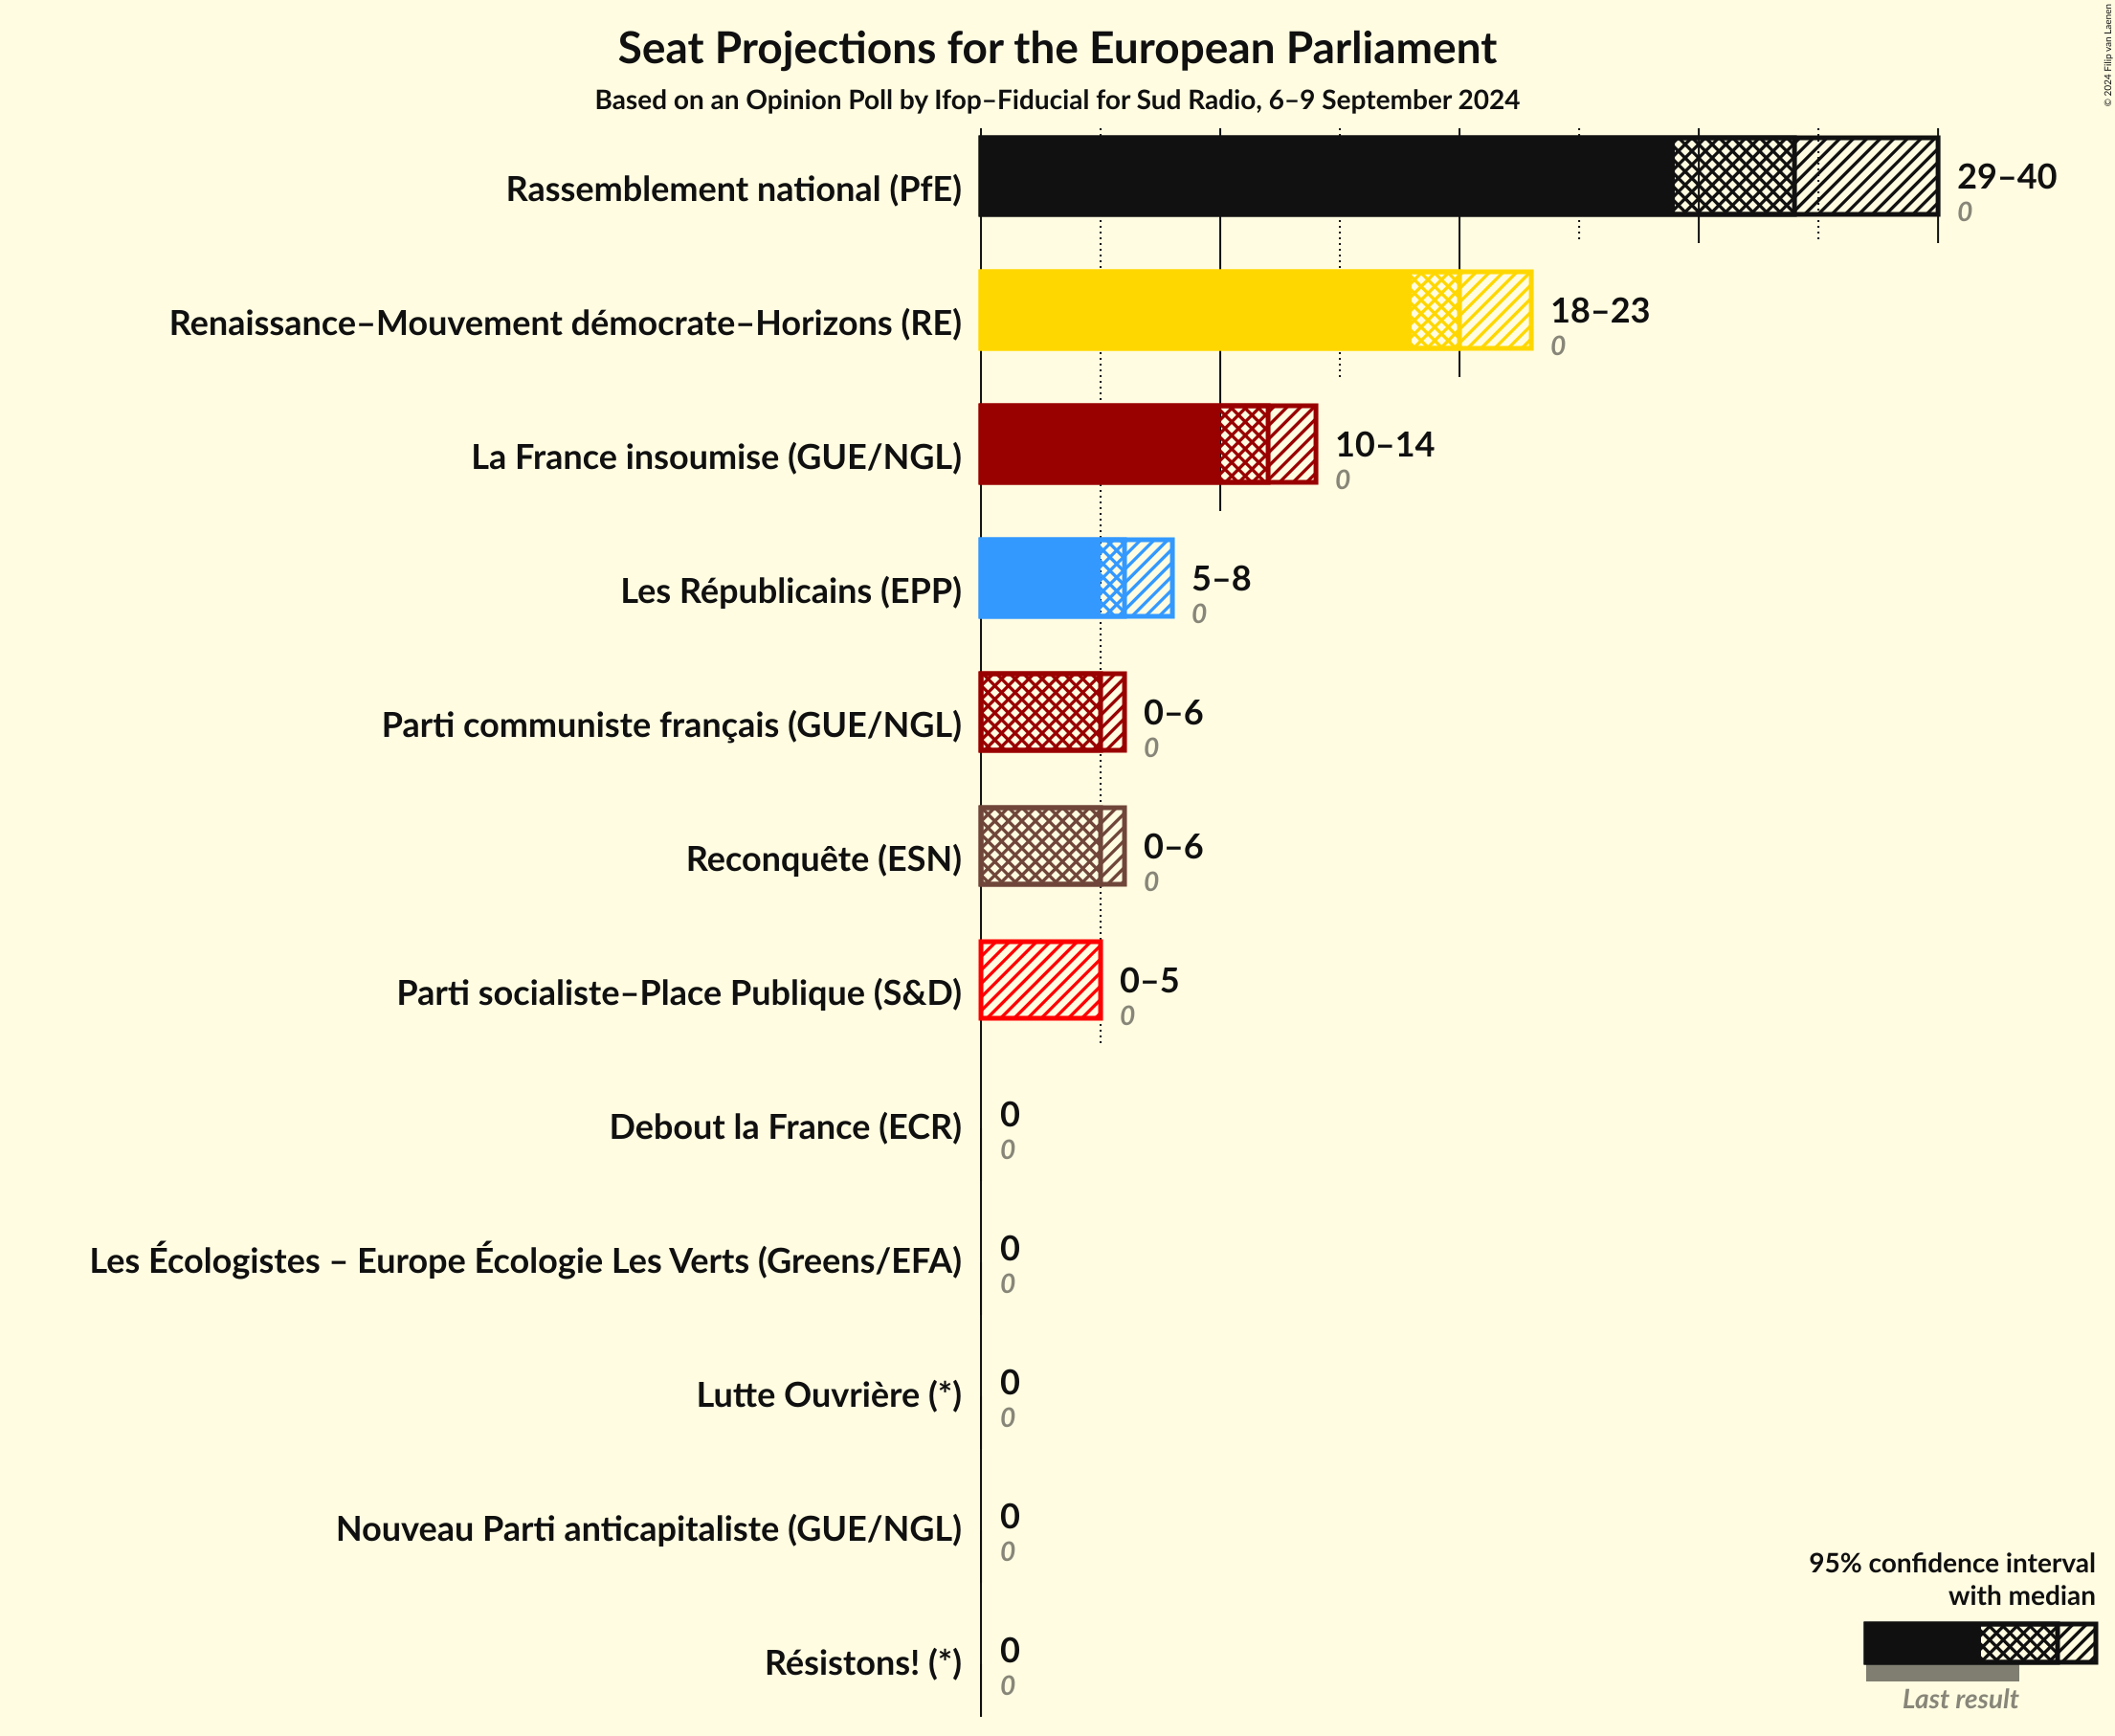 Seat Projections for the European Parliament
Based on an Opinion Poll by Ifop–Fiducial for Sud Radio, 6–9 September 2024
© 2024 Filip van Laenen
Rassemblement national (PfE)
29–40
0
Renaissance–Mouvement démocrate–Horizons (RE)
18–23
0
La France insoumise (GUE/NGL)
10–14
0
Les Républicains (EPP)
5–8
0
Parti communiste français (GUE/NGL)
0–6
0
Reconquête (ESN)
0–6
0
Parti socialiste–Place Publique (S&D)
0–5
0
Debout la France (ECR)
0
0
Les Écologistes – Europe Écologie Les Verts (Greens/EFA)
0
0
Lutte Ouvrière (*)
0
0
Nouveau Parti anticapitaliste (GUE/NGL)
0
0
Résistons! (*)
0
0
95% confidence interval
with median
Last result